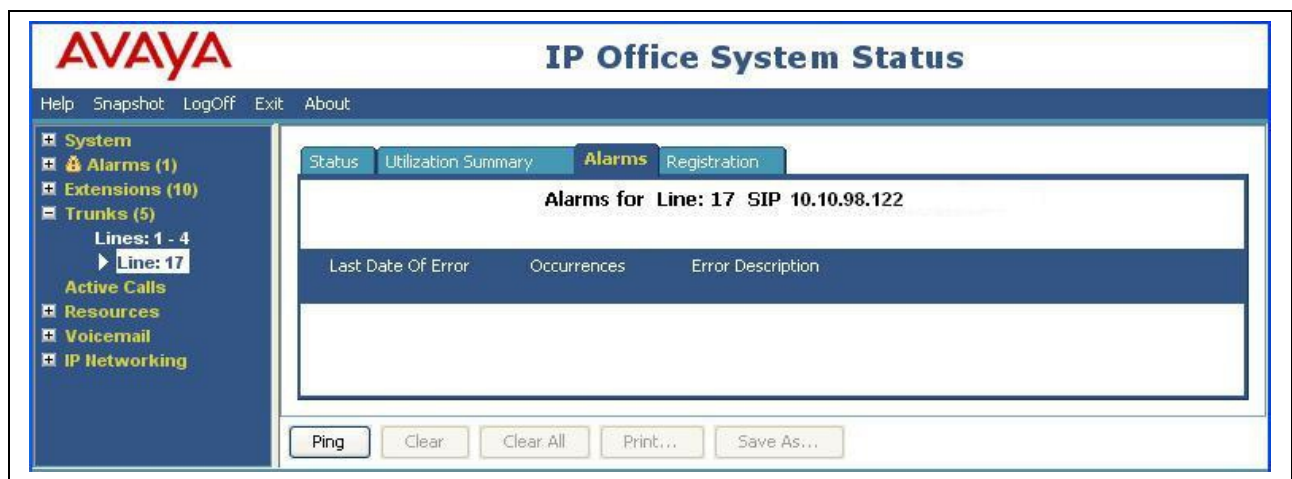 AVAYA
IP Office System Status
Help Snapshot LogOff Exit About
System
Alarms (1)
Extensions (10)
Trunks (5)
Lines: 1 - 4
Line: 17
Active Calls
Resources
Voicemail
IP Networking
Status Utilization Summary Alarms Registration
Alarms for Line: 17 SIP 10.10.98.122
Last Date Of Error Occurrences Error Description
Ping Clear Clear All Print... Save As...